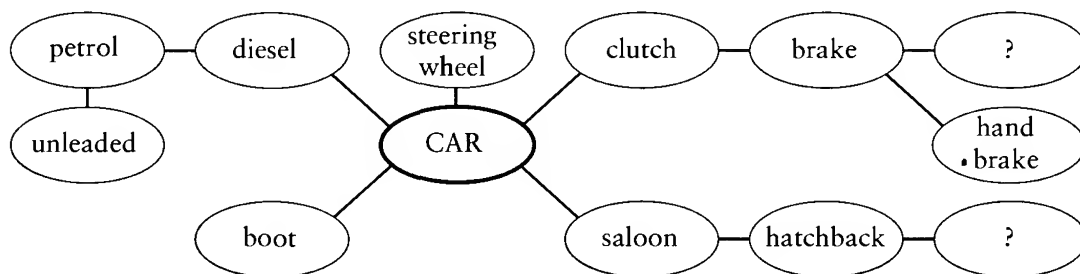 petrol
diesel
steering
wheel
clutch
brake
?
unleaded
CAR
hand
brake
boot
saloon
hatchback
?